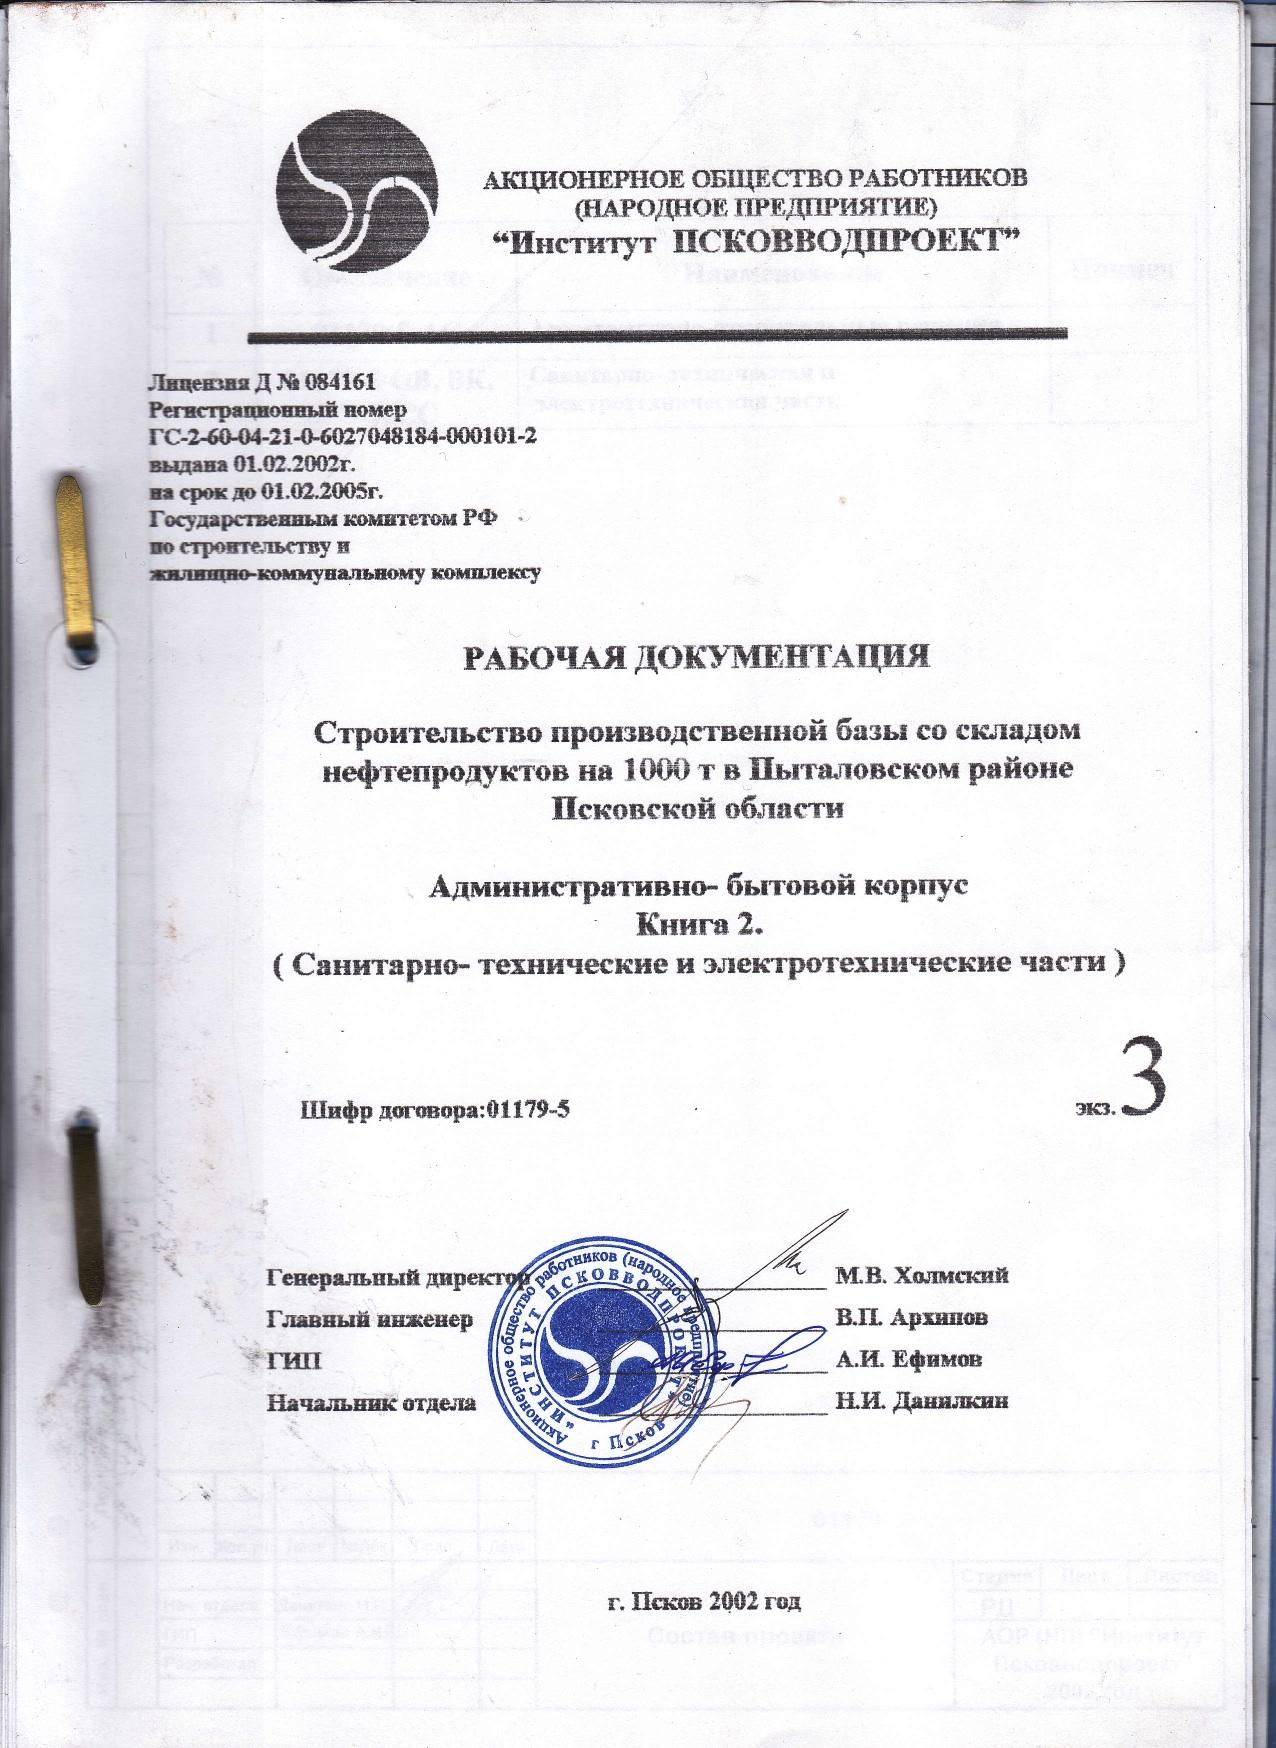 АКЦИОНЕРНОЕ ОБЩЕСТВО РАБОТНИКОВ
(НАРОДНОЕ ПРЕДПРИЯТИЕ)
“Институт ПСКОВВОДПРОЕКТ”
Лицензия Д № 084161
Регистрационный номер
ГС-2-60-04-21-0-6027048184-000101-2
выдана 01.02.2002г.
на срок до 01.02.2005г.
Государственным комитетом РФ
по строительству и
жилищно-коммунальному комплексу
РАБОЧАЯ ДОКУМЕНТАЦИЯ
Строительство производственной базы со складом
нефтепродуктов на 1000 т в Пыталовском районе
Псковской области
Административно- бытовой корпус
Книга 2.
( Санитарно- технические и электротехнические части )
Шифр договора:01179-5
экз. 3
Генеральный директор М.В. Холмский
Главный инженер В.П. Архипов
ГИП А.И. Ефимов
Начальник отдела Н.И. Данилкин
Акционерное общество работников (народное предприятие)
"ИНСТИТУТ ПСКОВВОДПРОЕКТ"
г Псков
г. Псков 2002 год